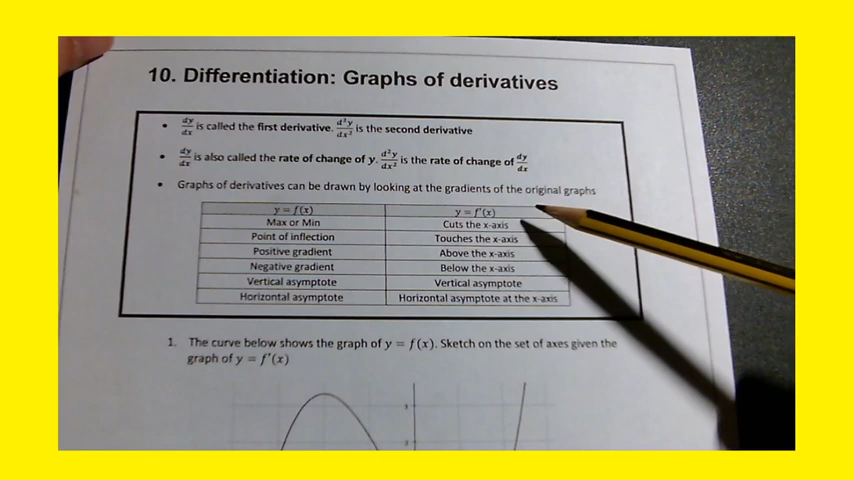 10. Differentiation: Graphs of derivatives
• dy/dx is called the first derivative. d²y/dx² is the second derivative
• dy/dx is also called the rate of change of y. d²y/dx² is the rate of change of dy/dx
• Graphs of derivatives can be drawn by looking at the gradients of the original graphs
y = f(x) y = f'(x)
Max or Min Cuts the x-axis
Point of inflection Touches the x-axis
Positive gradient Above the x-axis
Negative gradient Below the x-axis
Vertical asymptote Vertical asymptote
Horizontal asymptote Horizontal asymptote at the x-axis
1. The curve below shows the graph of y = f(x). Sketch on the set of axes given the
graph of y = f'(x)